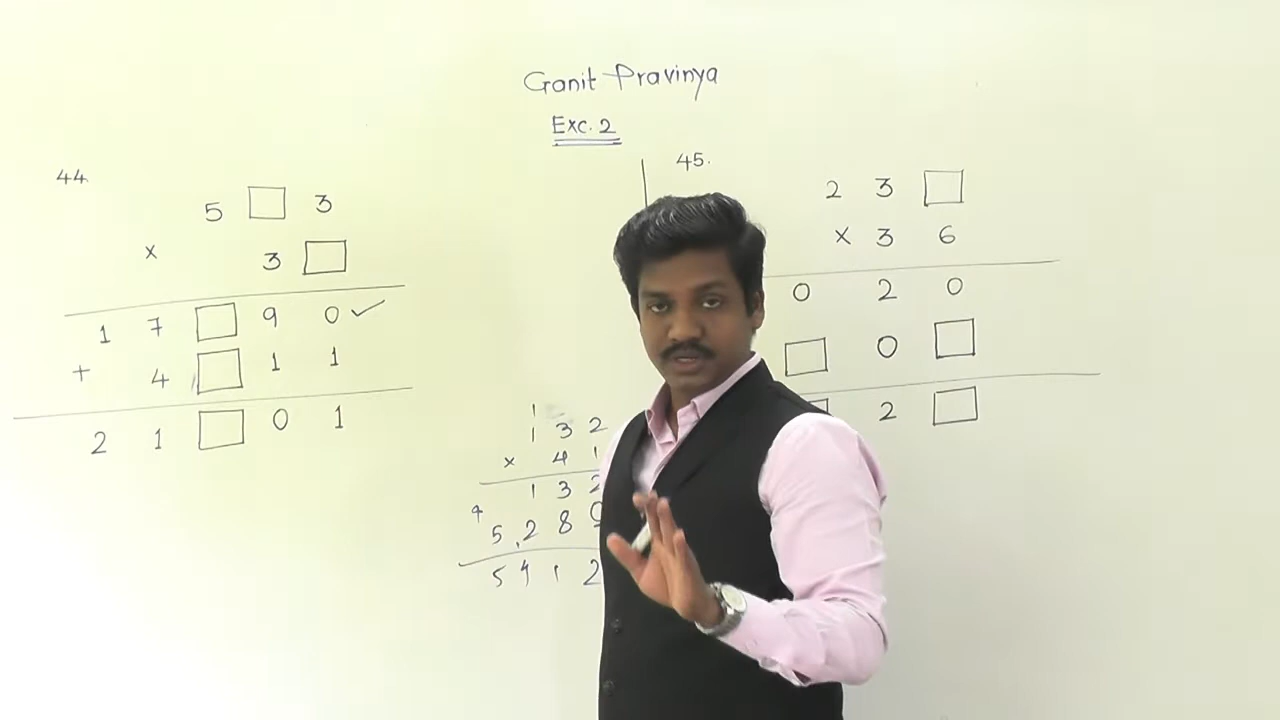 Ganit Pravinya
Exc. 2
44.
5 □ 3
x 3 □
1 7 □ 9 0 ✓
+ 4 □ 1 1
2 1 □ 0 1
1
1 3 2
x 4 1
1 3 2
+ 5 2 8 0
5 4 1 2
45.
2 3 □
x 3 6
0 2 0
□ 0 □
□ 2 □